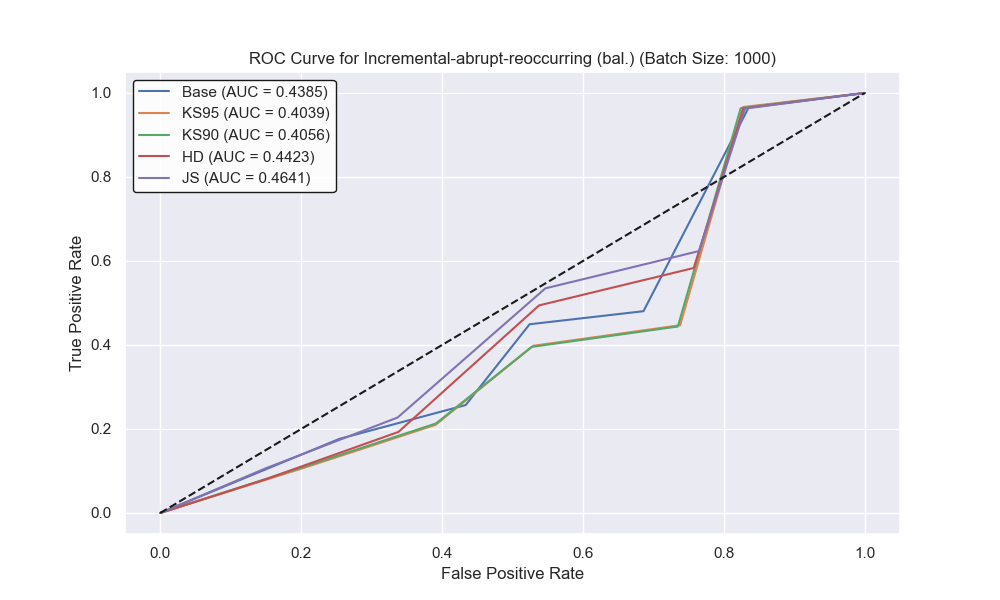 ROC Curve for Incremental-abrupt-reoccurring (bal.) (Batch Size: 1000)
Base (AUC = 0.4385)
KS95 (AUC = 0.4039)
KS90 (AUC = 0.4056)
HD (AUC = 0.4423)
JS (AUC = 0.4641)
True Positive Rate
1.0
0.8
0.6
0.4
0.2
0.0
0.0 0.2 0.4 0.6 0.8 1.0
False Positive Rate